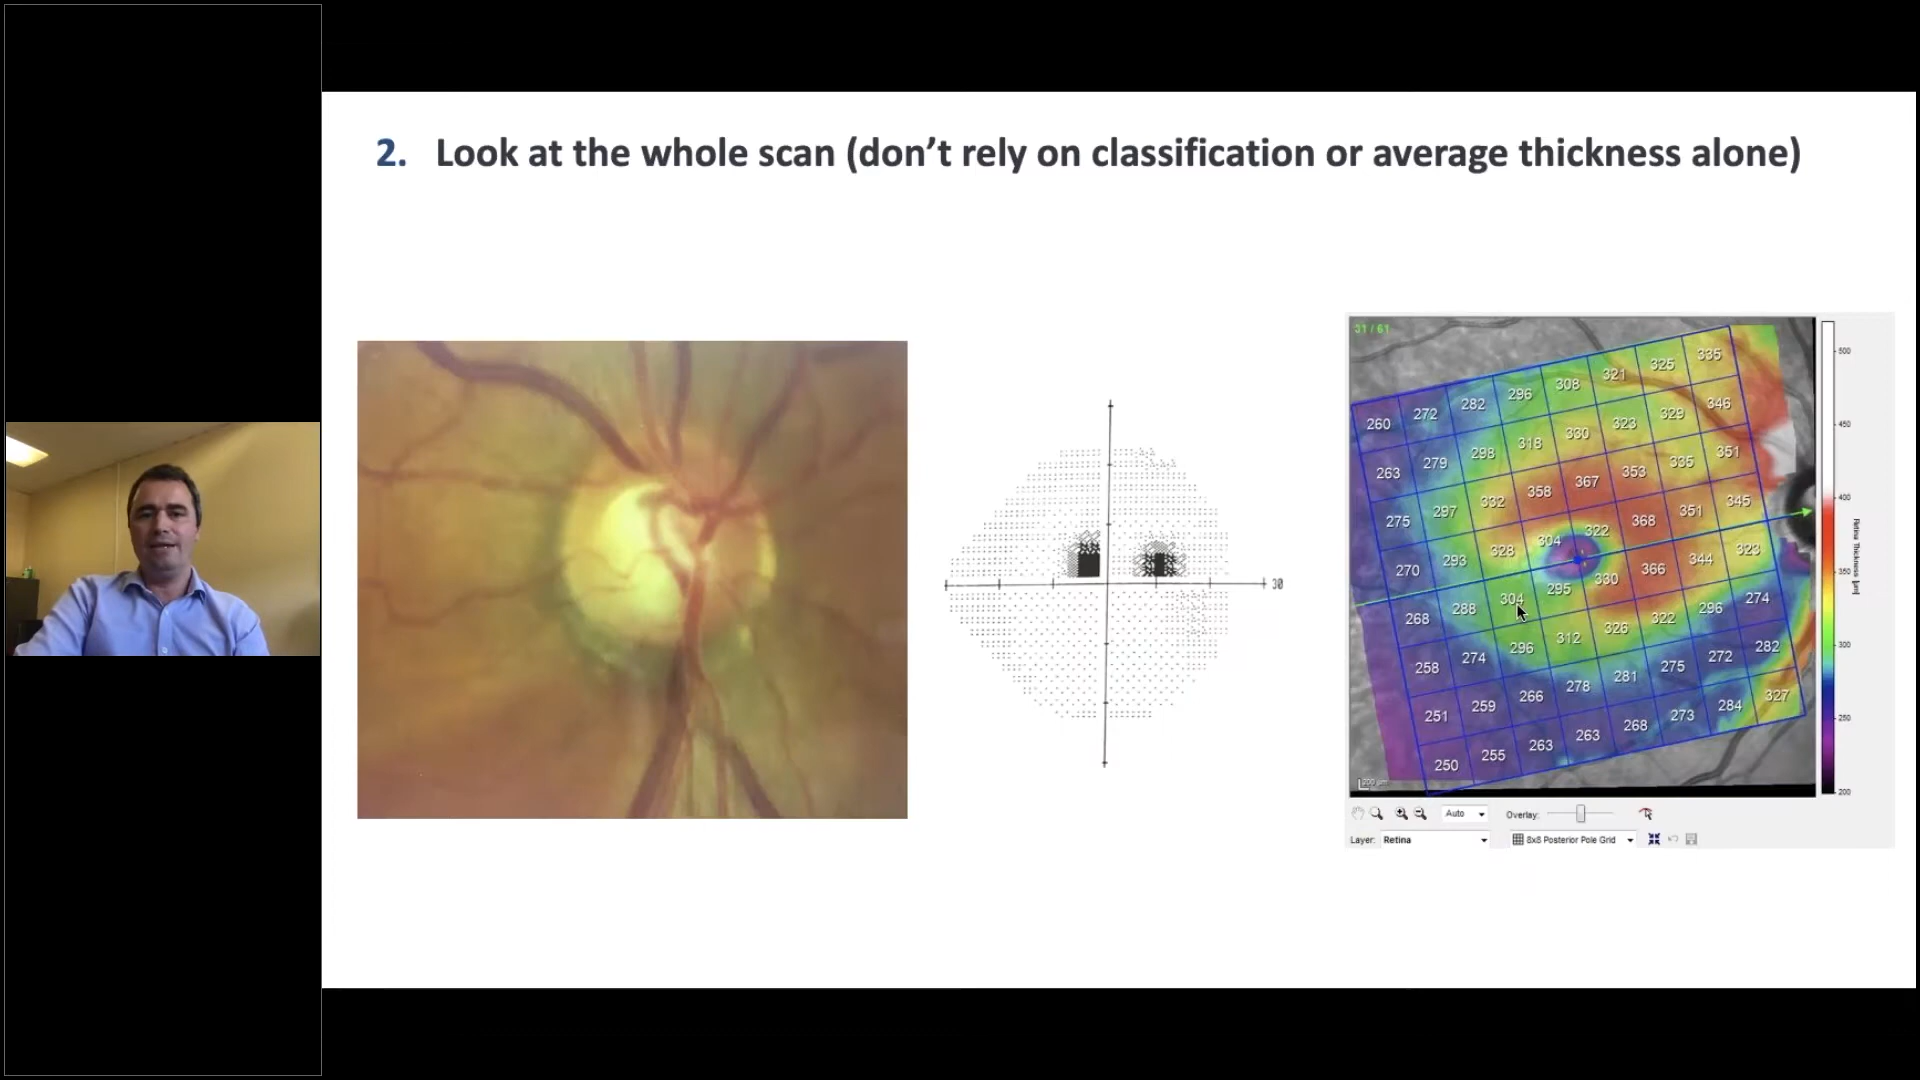 2. Look at the whole scan (don’t rely on classification or average thickness alone)
30
31 / 61
260 272 282 296 308 321 325 335
263 279 298 318 330 323 329 346
275 297 332 358 367 353 335 351
270 293 328 304 322 368 351 345
268 288 304 295 330 366 344 323
258 274 296 312 326 322 296 274
251 259 266 278 281 275 272 282
250 255 263 263 268 273 284 327
200 µm
500
450
400
350
300
250
200
Retina Thickness [µm]
Auto
Overlay:
Layer: Retina
8x8 Posterior Pole Grid